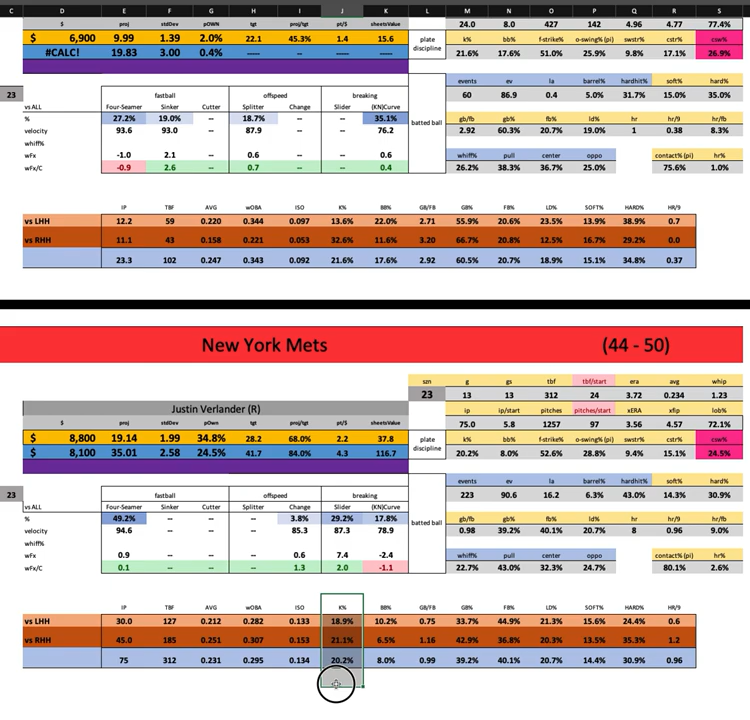 C D E F G H I J K L M N O P Q R S
$ proj stdDev pOWN tgt proj/tgt pt/$ sheetsValue 24.0 8.0 427 142 4.96 4.77 77.4%
$ 6,900 9.99 1.39 2.0% 22.1 45.3% 1.4 15.6 plate discipline k% bb% f-strike% o-swing% (pi) swstr% cstr% csw%
#CALC! 19.83 3.00 0.4% ---- -- ---- ---- 21.6% 17.6% 51.0% 25.9% 9.8% 17.1% 26.9%
events ev la barrel% hardhit% soft% hard%
23 fastball offspeed breaking 60 86.9 0.4 5.0% 31.7% 15.0% 35.0%
vs ALL Four-Seamer Sinker Cutter Splitter Change Slider (KN)Curve
% 27.2% 19.0% -- 18.7% -- -- 35.1% batted ball gb/fb gb% fb% ld% hr hr/9 hr/fb
velocity 93.6 93.0 -- 87.9 -- -- 76.2 2.92 60.3% 20.7% 19.0% 1 0.38 8.3%
whiff%
wFx -1.0 2.1 0.6 0.6 whiff% pull center oppo contact% (pi) hr%
wFx/C -0.9 2.6 -- 0.7 -- -- 0.4 26.2% 38.3% 36.7% 25.0% 75.6% 1.0%
IP TBF AVG wOBA ISO K% BB% GB/FB GB% FB% LD% SOFT% HARD% HR/9
vs LHH 12.2 59 0.220 0.344 0.097 13.6% 22.0% 2.71 55.9% 20.6% 23.5% 13.9% 38.9% 0.7
vs RHH 11.1 43 0.158 0.221 0.053 32.6% 11.6% 3.20 66.7% 20.8% 12.5% 16.7% 29.2% 0.0
23.3 102 0.247 0.343 0.092 21.6% 17.6% 2.92 60.5% 20.7% 18.9% 15.1% 34.8% 0.37
New York Mets (44 - 50)
szn g gs tbf tbf/start era avg whip
23 13 13 312 24 3.72 0.234 1.23
Justin Verlander (R) ip ip/start pitches pitches/start xERA xfip lob%
$ proj stdDev pOwn tgt proj/tgt pt/$ sheetsValue 75.0 5.8 1257 97 3.56 4.57 72.1%
$ 8,800 19.14 1.99 34.8% 28.2 68.0% 2.2 37.8 plate discipline k% bb% f-strike% o-swing% (pi) swstr% cstr% csw%
$ 8,100 35.01 2.58 24.5% 41.7 84.0% 4.3 116.7 20.2% 8.0% 52.6% 28.8% 9.4% 15.1% 24.5%
events ev la barrel% hardhit% soft% hard%
23 fastball offspeed breaking 223 90.6 16.2 6.3% 43.0% 14.3% 30.9%
vs ALL Four-Seamer Sinker Cutter Splitter Change Slider (KN)Curve
% 49.2% -- -- -- 3.8% 29.2% 17.8% batted ball gb/fb gb% fb% ld% hr hr/9 hr/fb
velocity 94.6 -- -- -- 85.3 87.3 78.9 0.98 39.2% 40.1% 20.7% 8 0.96 9.0%
whiff%
wFx 0.9 0.6 7.4 -2.4 whiff% pull center oppo contact% (pi) hr%
wFx/C 0.1 -- -- -- 1.3 2.0 -1.1 22.7% 43.0% 32.3% 24.7% 80.1% 2.6%
IP TBF AVG wOBA ISO K% BB% GB/FB GB% FB% LD% SOFT% HARD% HR/9
vs LHH 30.0 127 0.212 0.282 0.133 18.9% 10.2% 0.75 33.7% 44.9% 21.3% 15.6% 24.4% 0.6
vs RHH 45.0 185 0.251 0.307 0.153 21.1% 6.5% 1.16 42.9% 36.8% 20.3% 13.5% 35.3% 1.2
75 312 0.231 0.295 0.134 20.2% 8.0% 0.99 39.2% 40.1% 20.7% 14.4% 30.9% 0.96